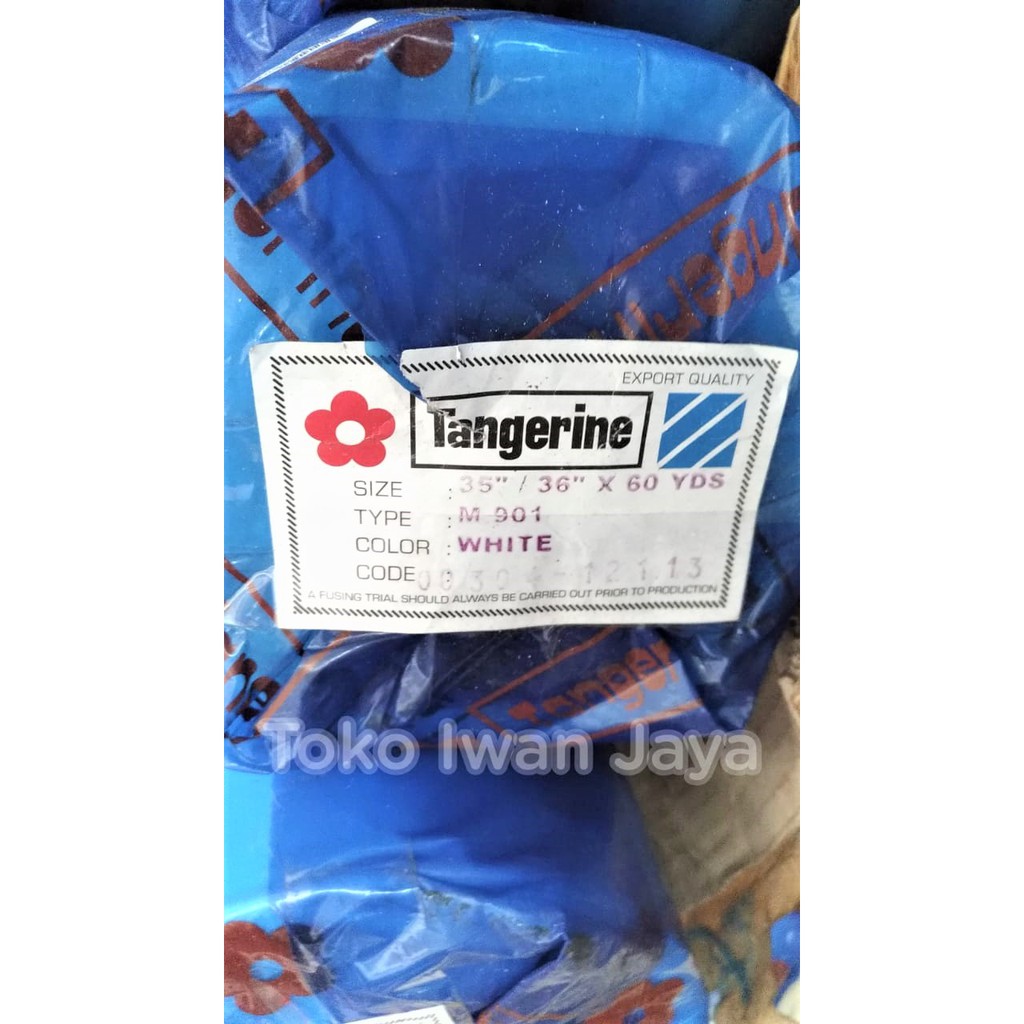 EXPORT QUALITY
Tangerine
SIZE : 35" / 36" X 60 YDS
TYPE : M 901
COLOR : WHITE
CODE
A FUSING TRIAL SHOULD ALWAYS BE CARRIED OUT PRIOR TO PRODUCTION
Toko Iwan Jaya